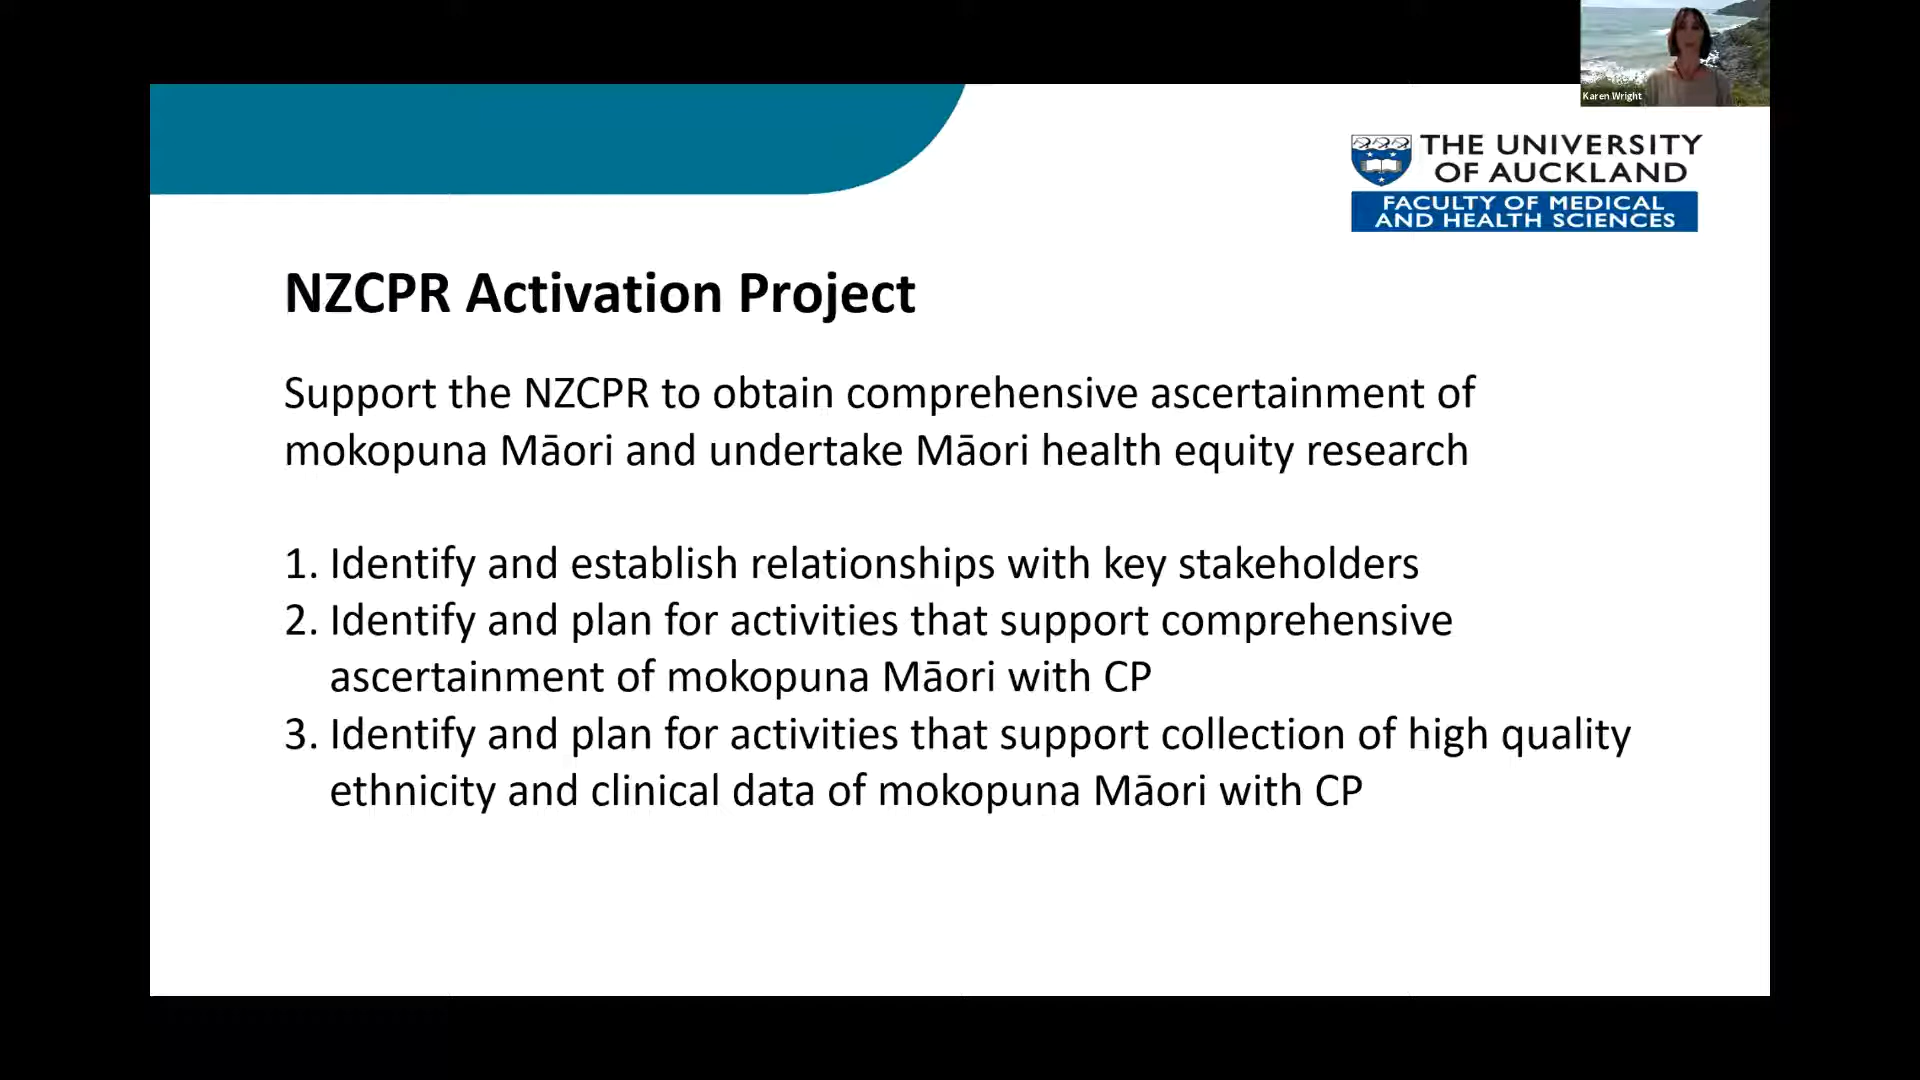 Karen Wright
THE UNIVERSITY
OF AUCKLAND
FACULTY OF MEDICAL
AND HEALTH SCIENCES
NZCPR Activation Project
Support the NZCPR to obtain comprehensive ascertainment of
mokopuna Māori and undertake Māori health equity research
1. Identify and establish relationships with key stakeholders
2. Identify and plan for activities that support comprehensive
ascertainment of mokopuna Māori with CP
3. Identify and plan for activities that support collection of high quality
ethnicity and clinical data of mokopuna Māori with CP